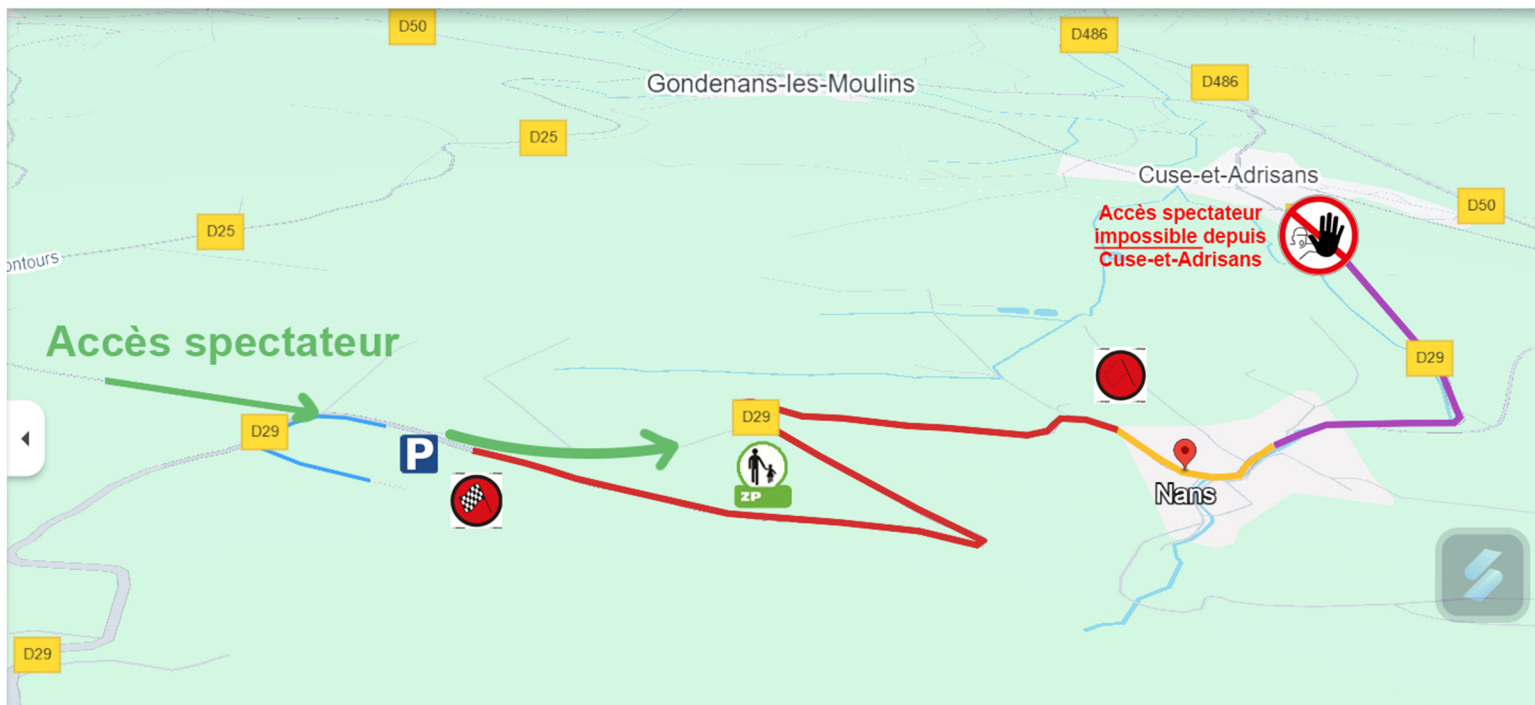 D50
D486
D486
Gondenans-les-Moulins
D25
Cuse-et-Adrisans
D50
D25
Accès spectateur
impossible depuis
Cuse-et-Adrisans
ontours
Accès spectateur
D29
D29
D29
P
ZP
Nans
D29